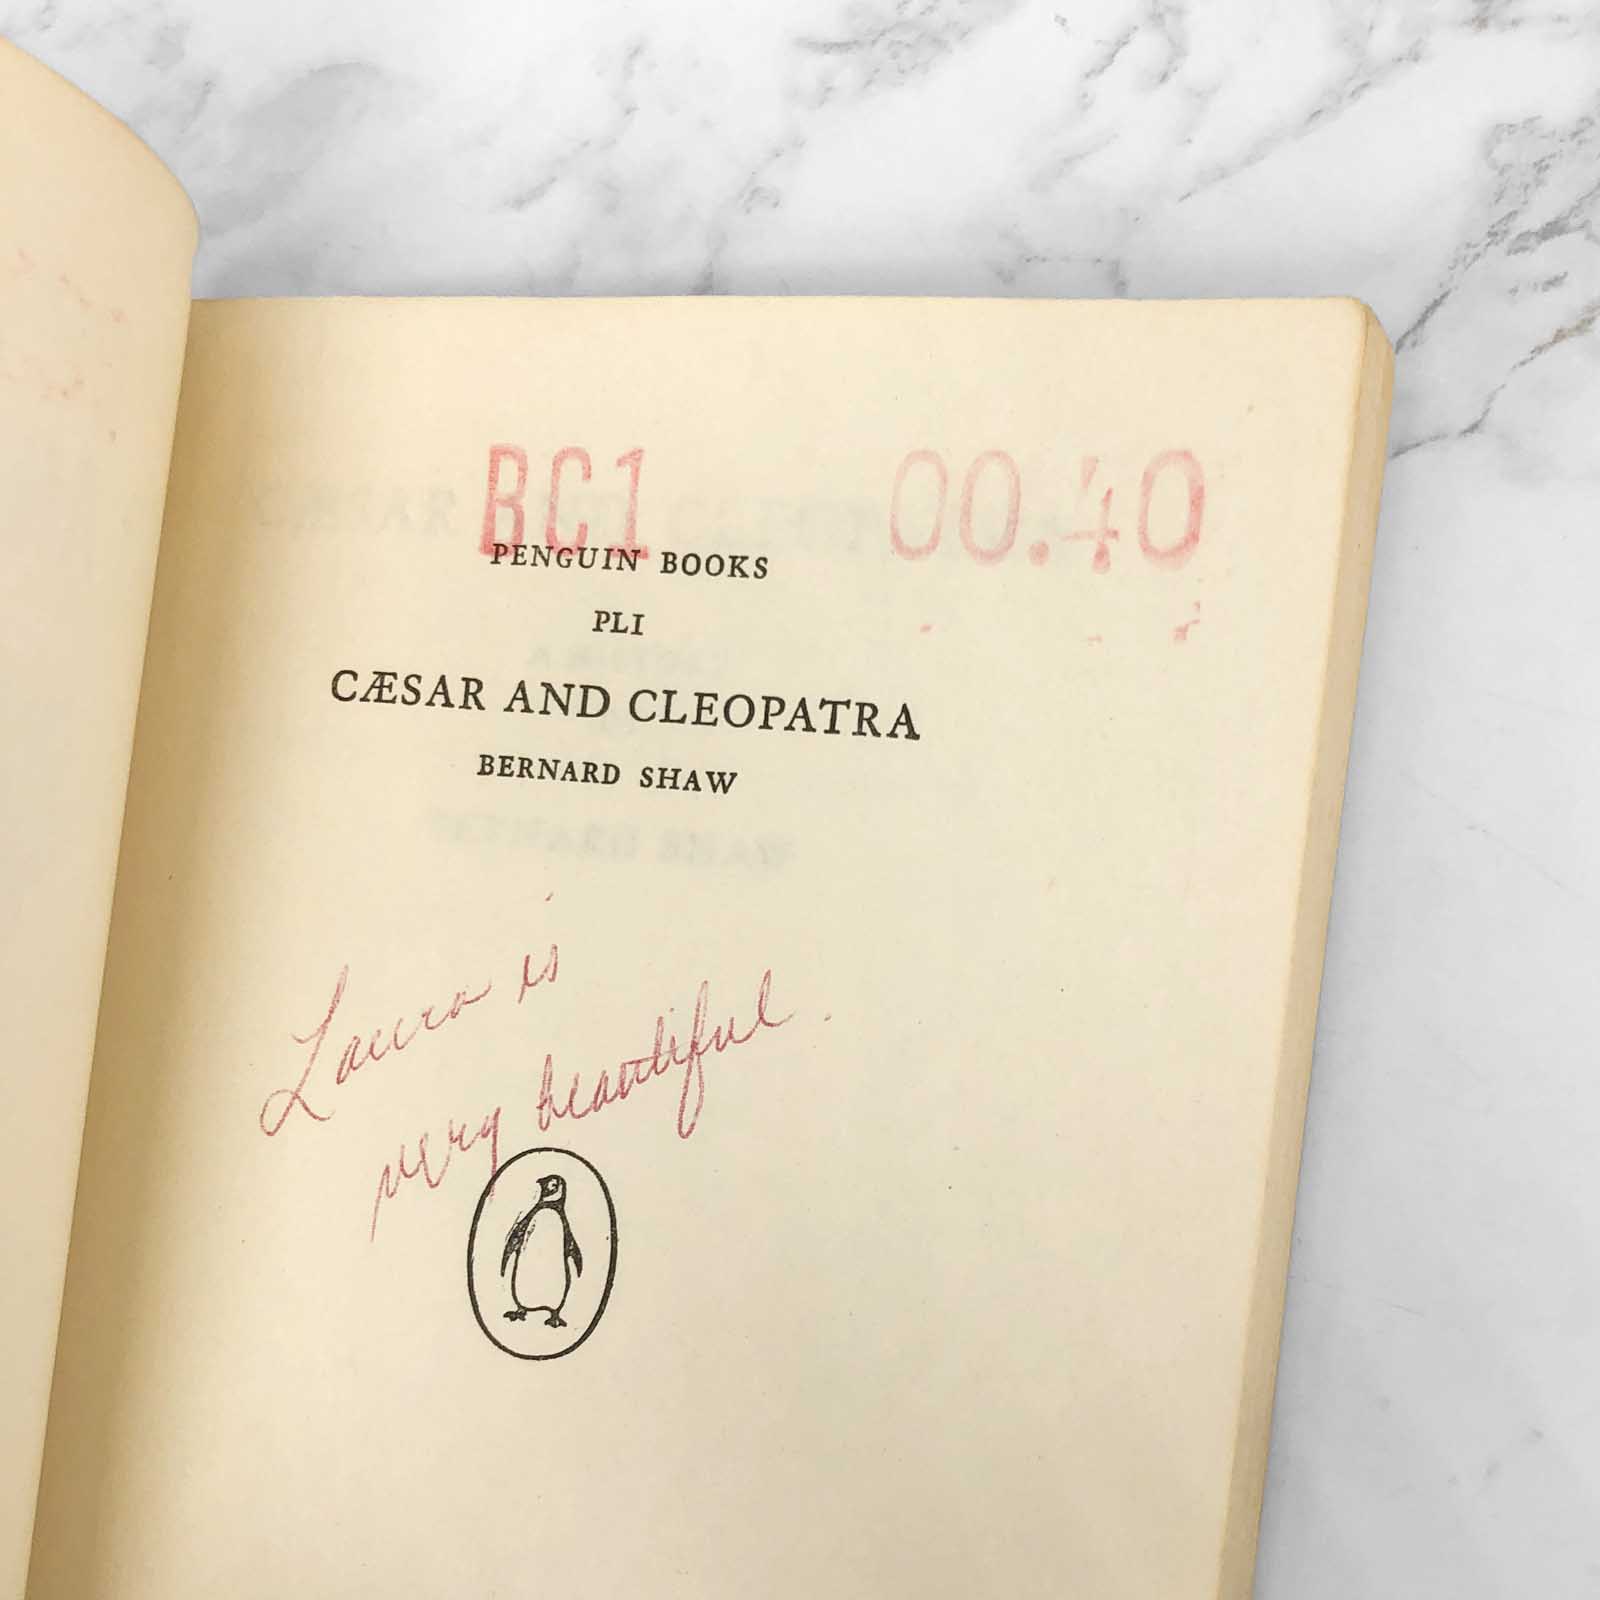 BC1 00.40
PENGUIN BOOKS
PL1
CÆSAR AND CLEOPATRA
BERNARD SHAW
Laura is
very beautiful.